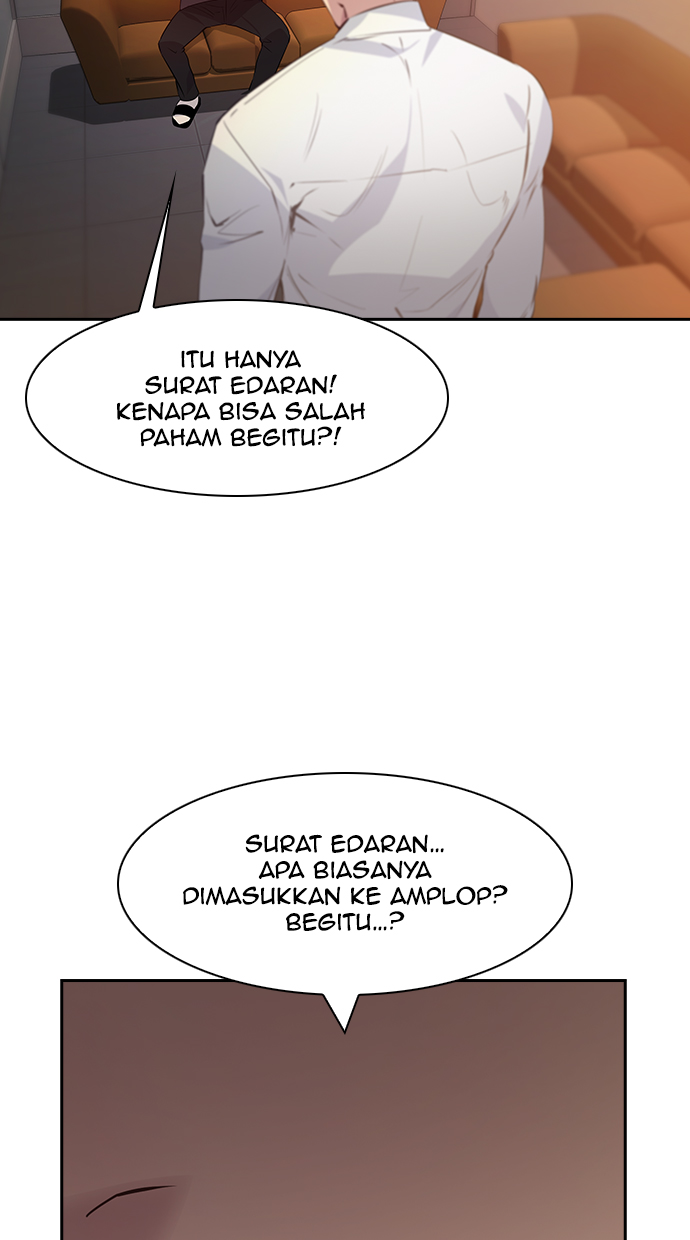 ITU HANYA
SURAT EDARAN!
KENAPA BISA SALAH
PAHAM BEGITU?!
SURAT EDARAN...
APA BIASANYA
DIMASUKKAN KE AMPLOP?
BEGITU...?